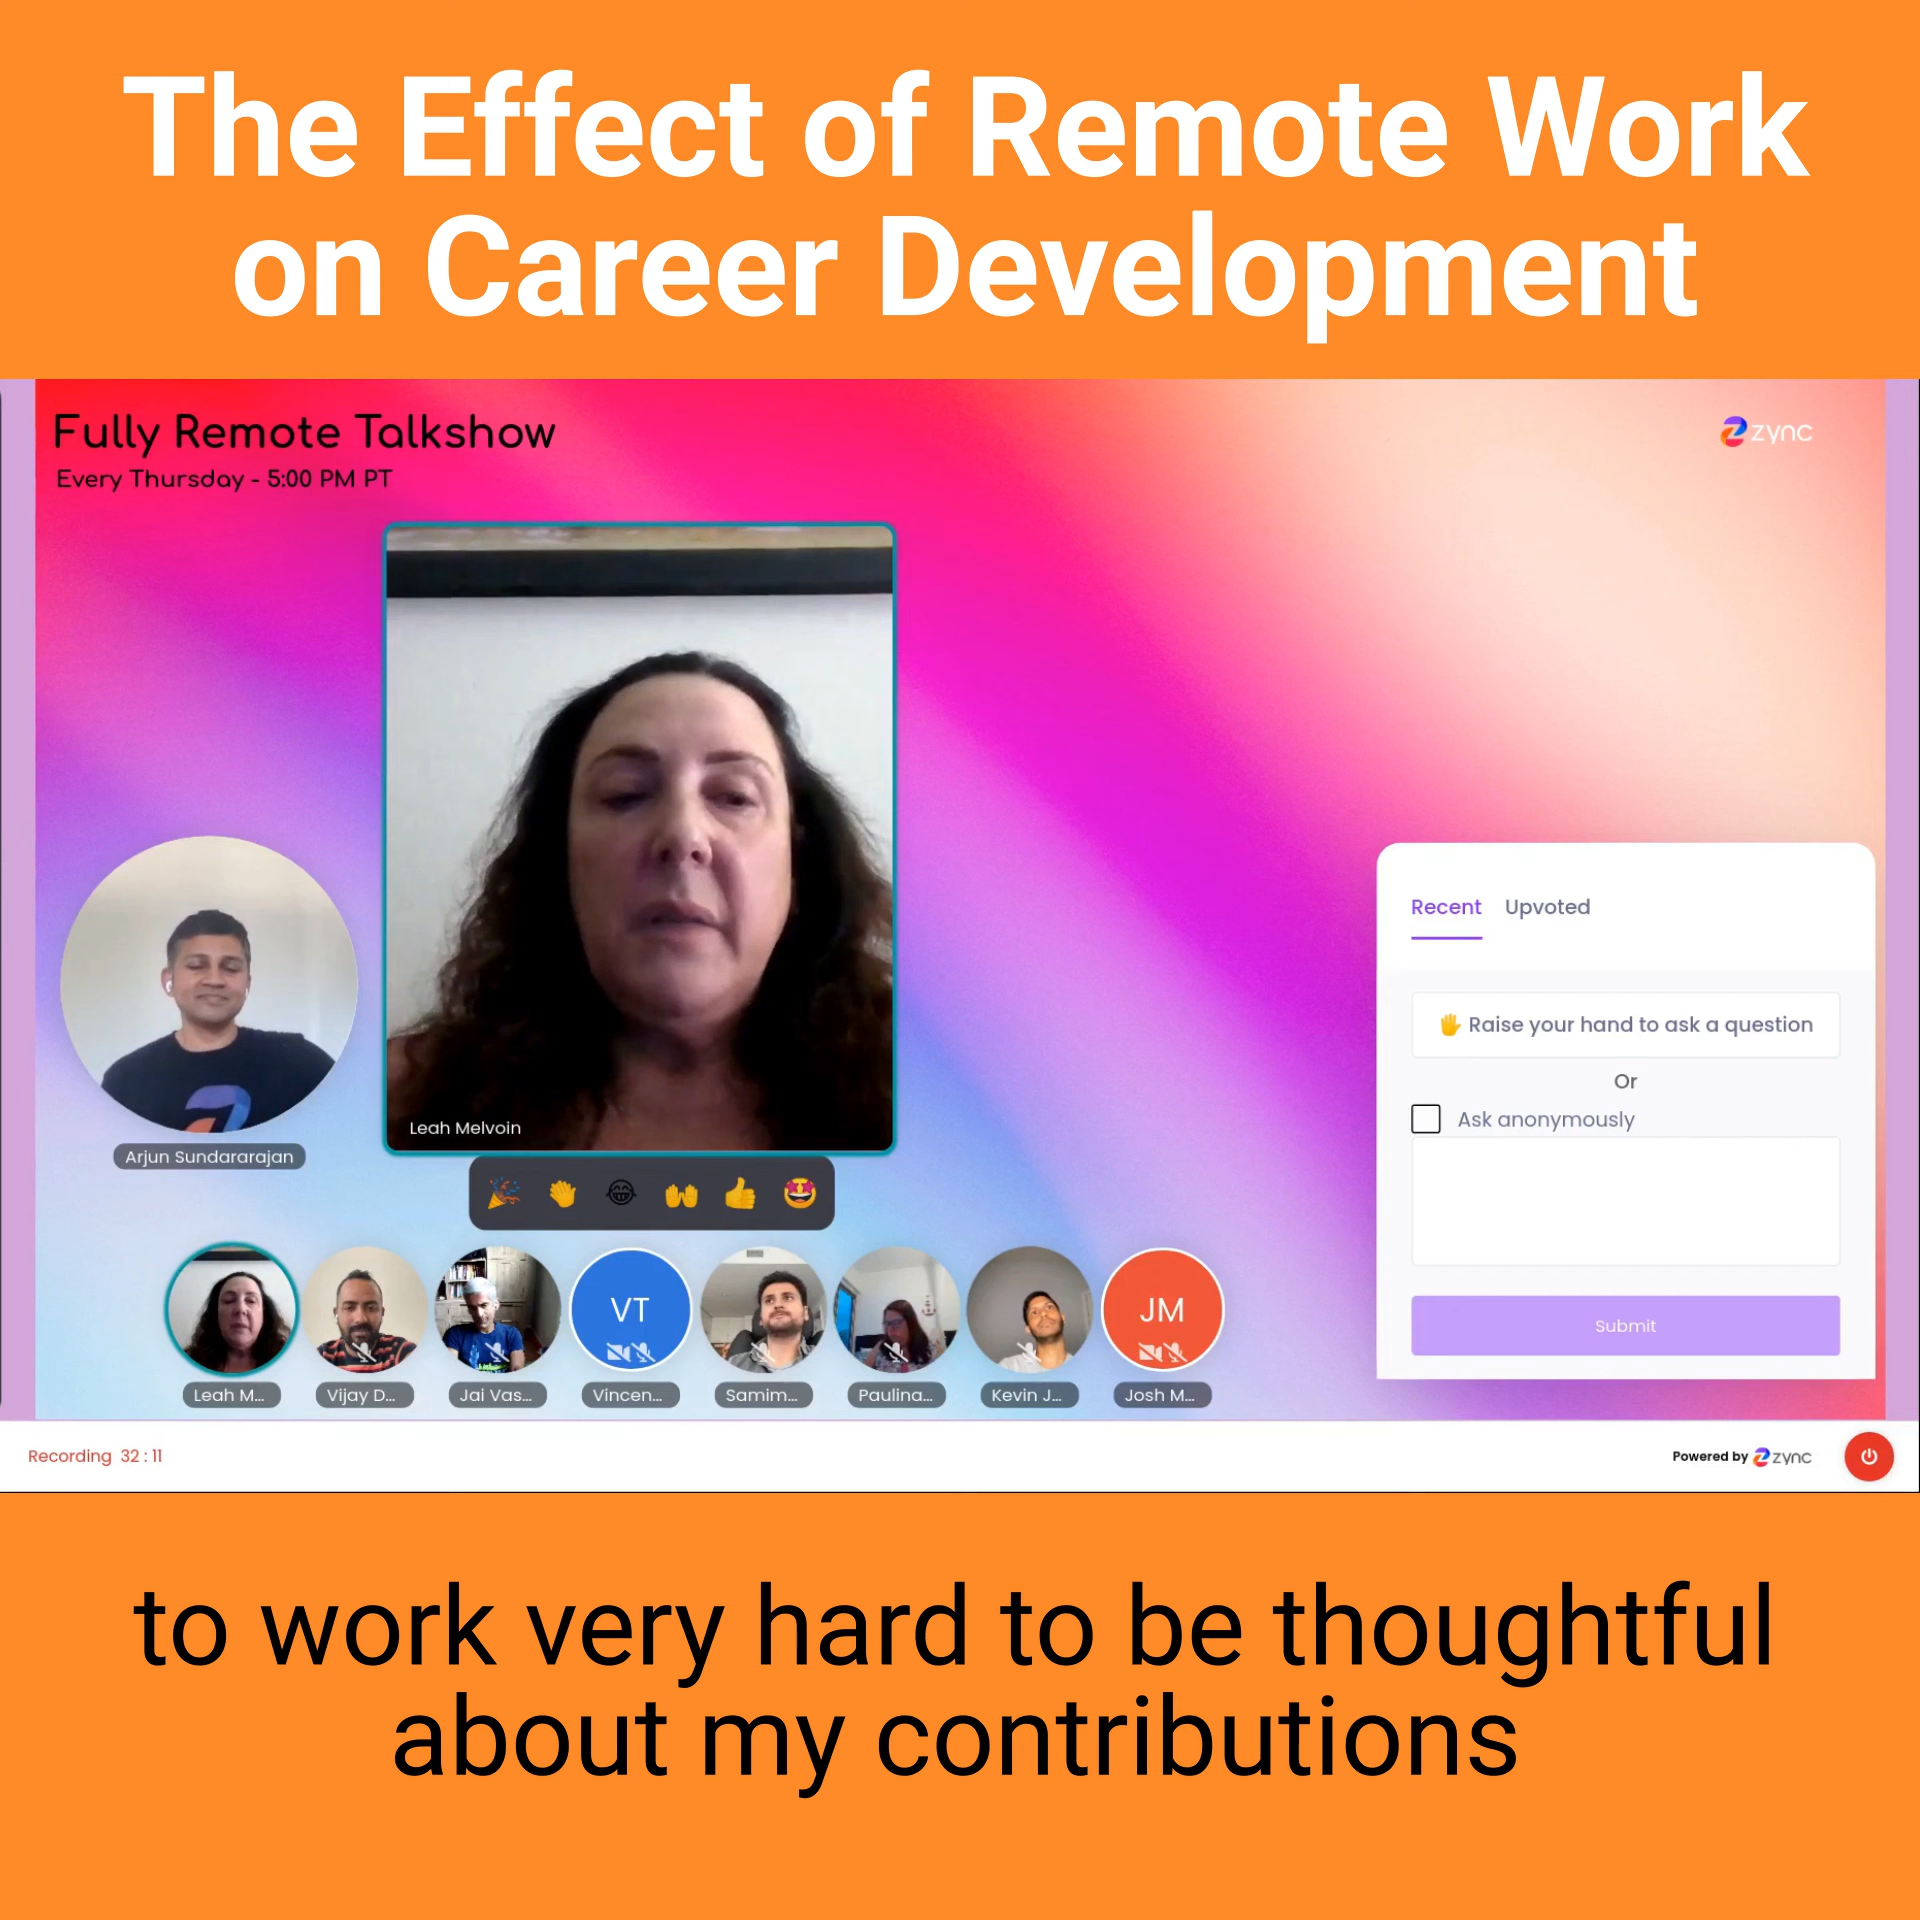 The Effect of Remote Work
on Career Development
Fully Remote Talkshow
Every Thursday - 5:00 PM PT
zync
Leah Melvoin
Arjun Sundararajan
Recent Upvoted
Raise your hand to ask a question
Or
Ask anonymously
Submit
VT
JM
Leah M...
Vijay D...
Jai Vas...
Vincen...
Samim...
Paulina...
Kevin J...
Josh M...
Recording 32 : 11
Powered by zync
to work very hard to be thoughtful
about my contributions